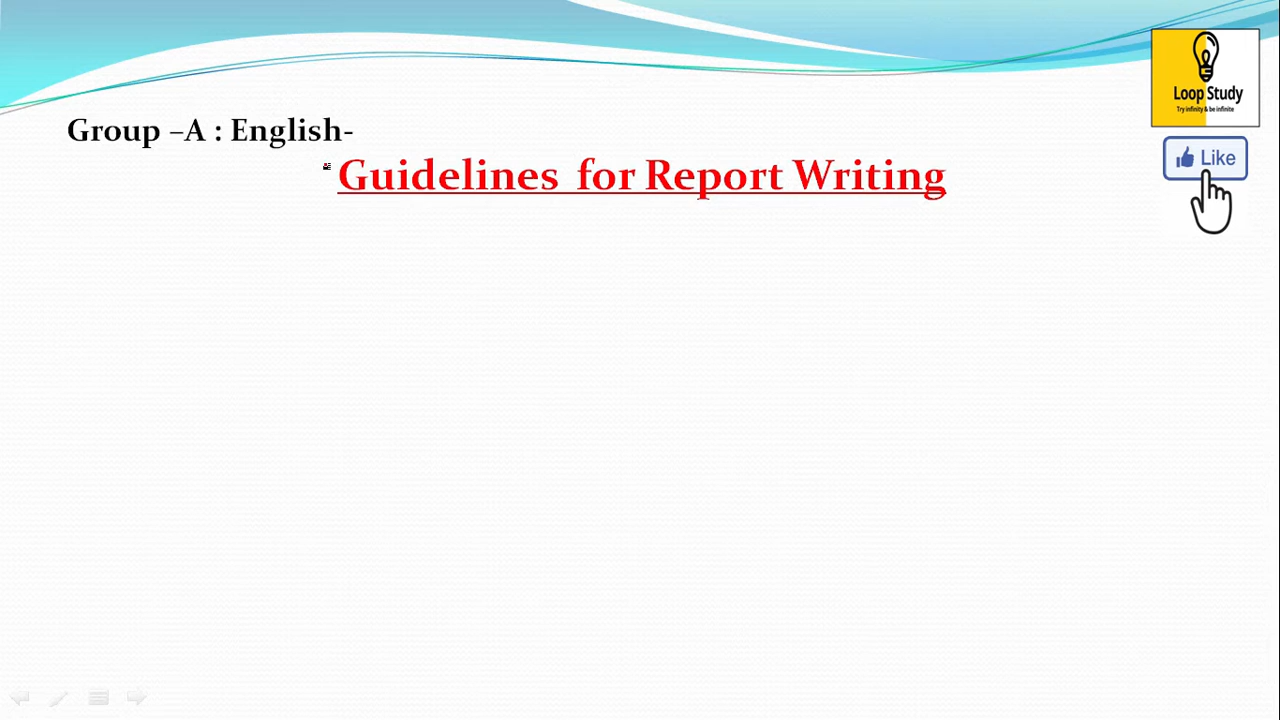 Loop Study
Try infinity & be infinite
Group –A : English-
Like
Guidelines for Report Writing